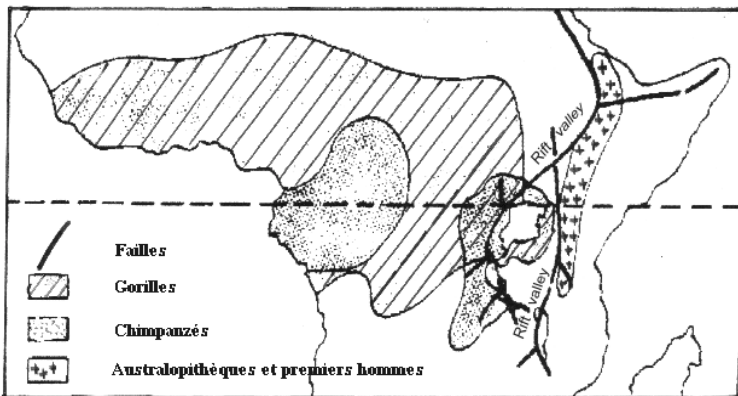 Rift valley
Rift valley
Failles
Gorilles
Chimpanzés
Australopithèques et premiers hommes